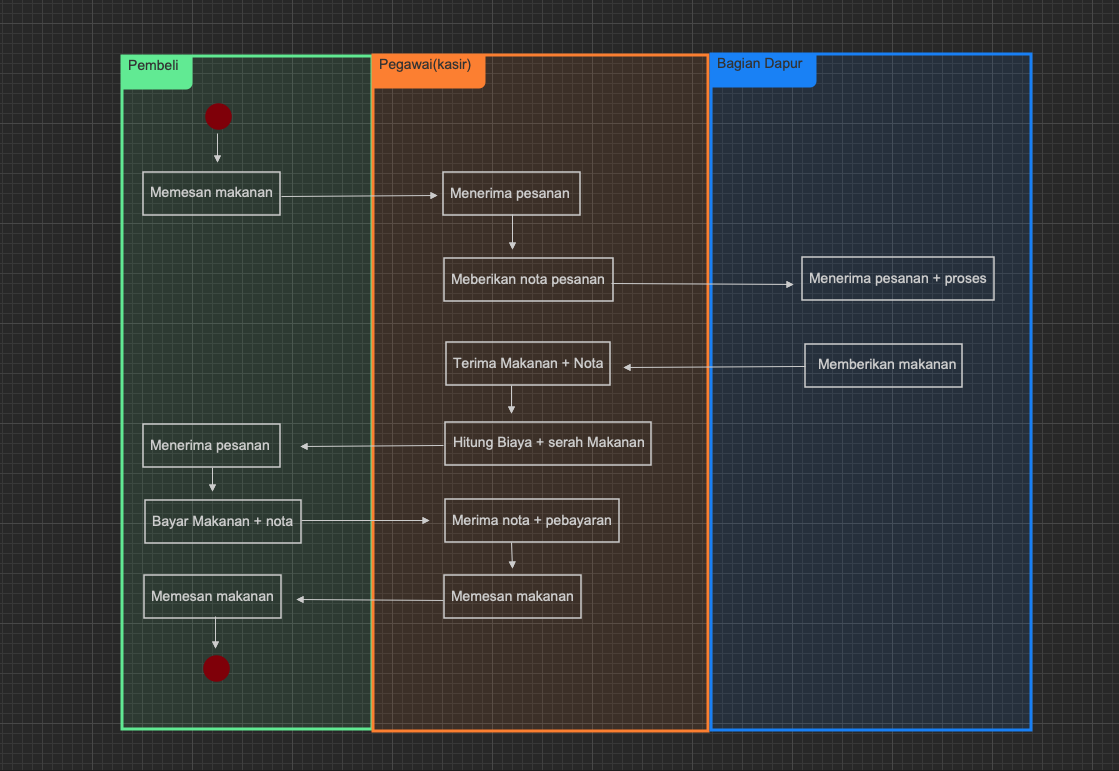 Pembeli
Pegawai(kasir)
Bagian Dapur
Memesan makanan
Menerima pesanan
Meberikan nota pesanan
Menerima pesanan + proses
Terima Makanan + Nota
Memberikan makanan
Menerima pesanan
Hitung Biaya + serah Makanan
Bayar Makanan + nota
Merima nota + pebayaran
Memesan makanan
Memesan makanan